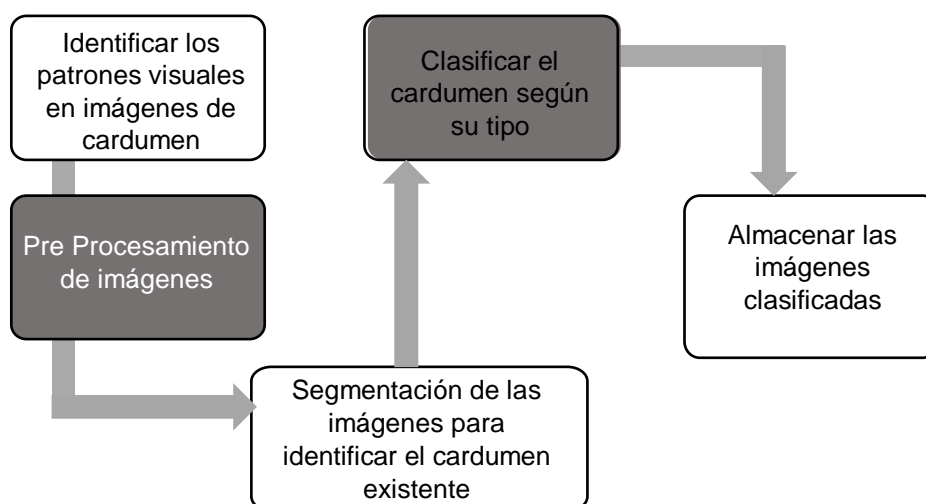 Identificar los
patrones visuales
en imágenes de
cardumen
Pre Procesamiento
de imágenes
Segmentación de las
imágenes para
identificar el cardumen
existente
Clasificar el
cardumen según
su tipo
Almacenar las
imágenes
clasificadas